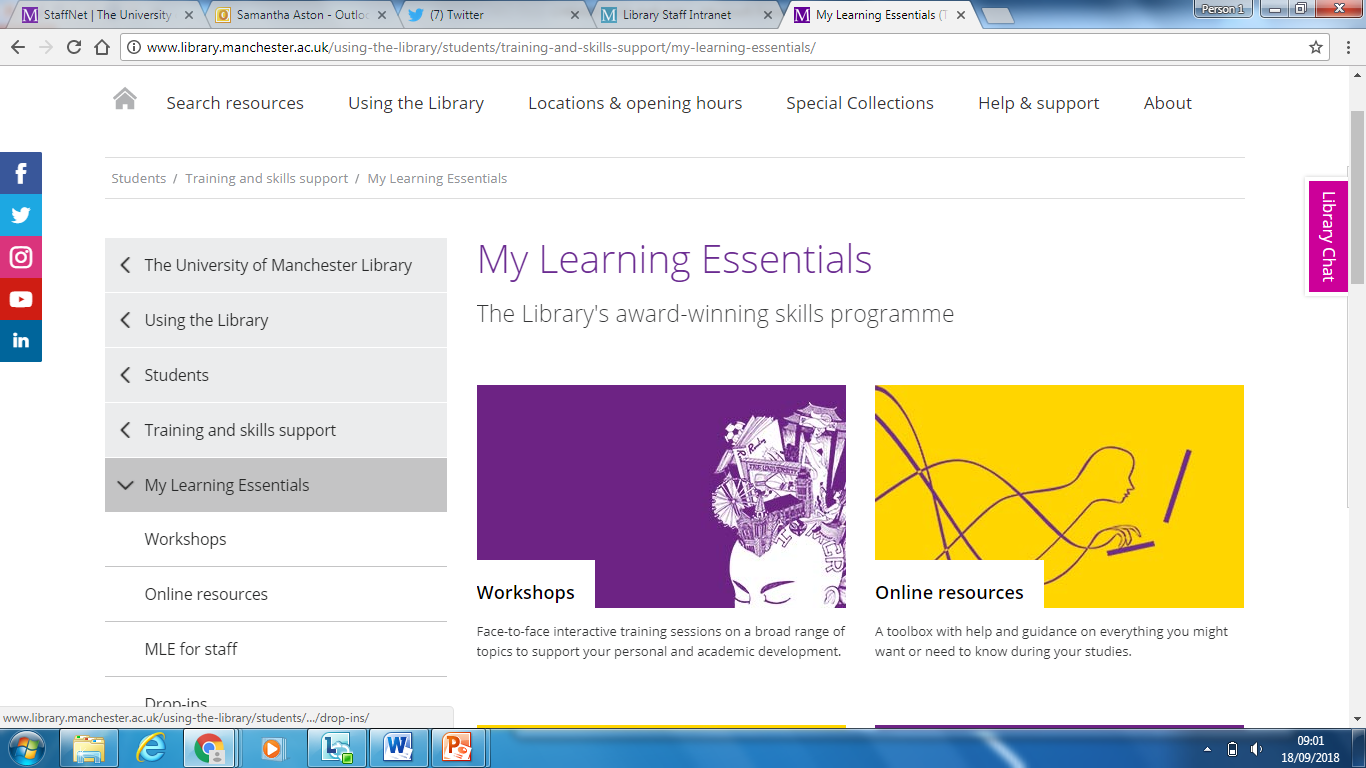 StaffNet | The University
Samantha Aston - Outlo
(7) Twitter
Library Staff Intranet
My Learning Essentials (T
Person 1
www.library.manchester.ac.uk/using-the-library/students/training-and-skills-support/my-learning-essentials/
Search resources
Using the Library
Locations & opening hours
Special Collections
Help & support
About
Students / Training and skills support / My Learning Essentials
Library Chat
The University of Manchester Library
Using the Library
Students
Training and skills support
My Learning Essentials
Workshops
Online resources
MLE for staff
Drop-ins
My Learning Essentials
The Library's award-winning skills programme
Workshops
Face-to-face interactive training sessions on a broad range of
topics to support your personal and academic development.
Online resources
A toolbox with help and guidance on everything you might
want or need to know during your studies.
www.library.manchester.ac.uk/using-the-library/students/.../drop-ins/
09:01
18/09/2018